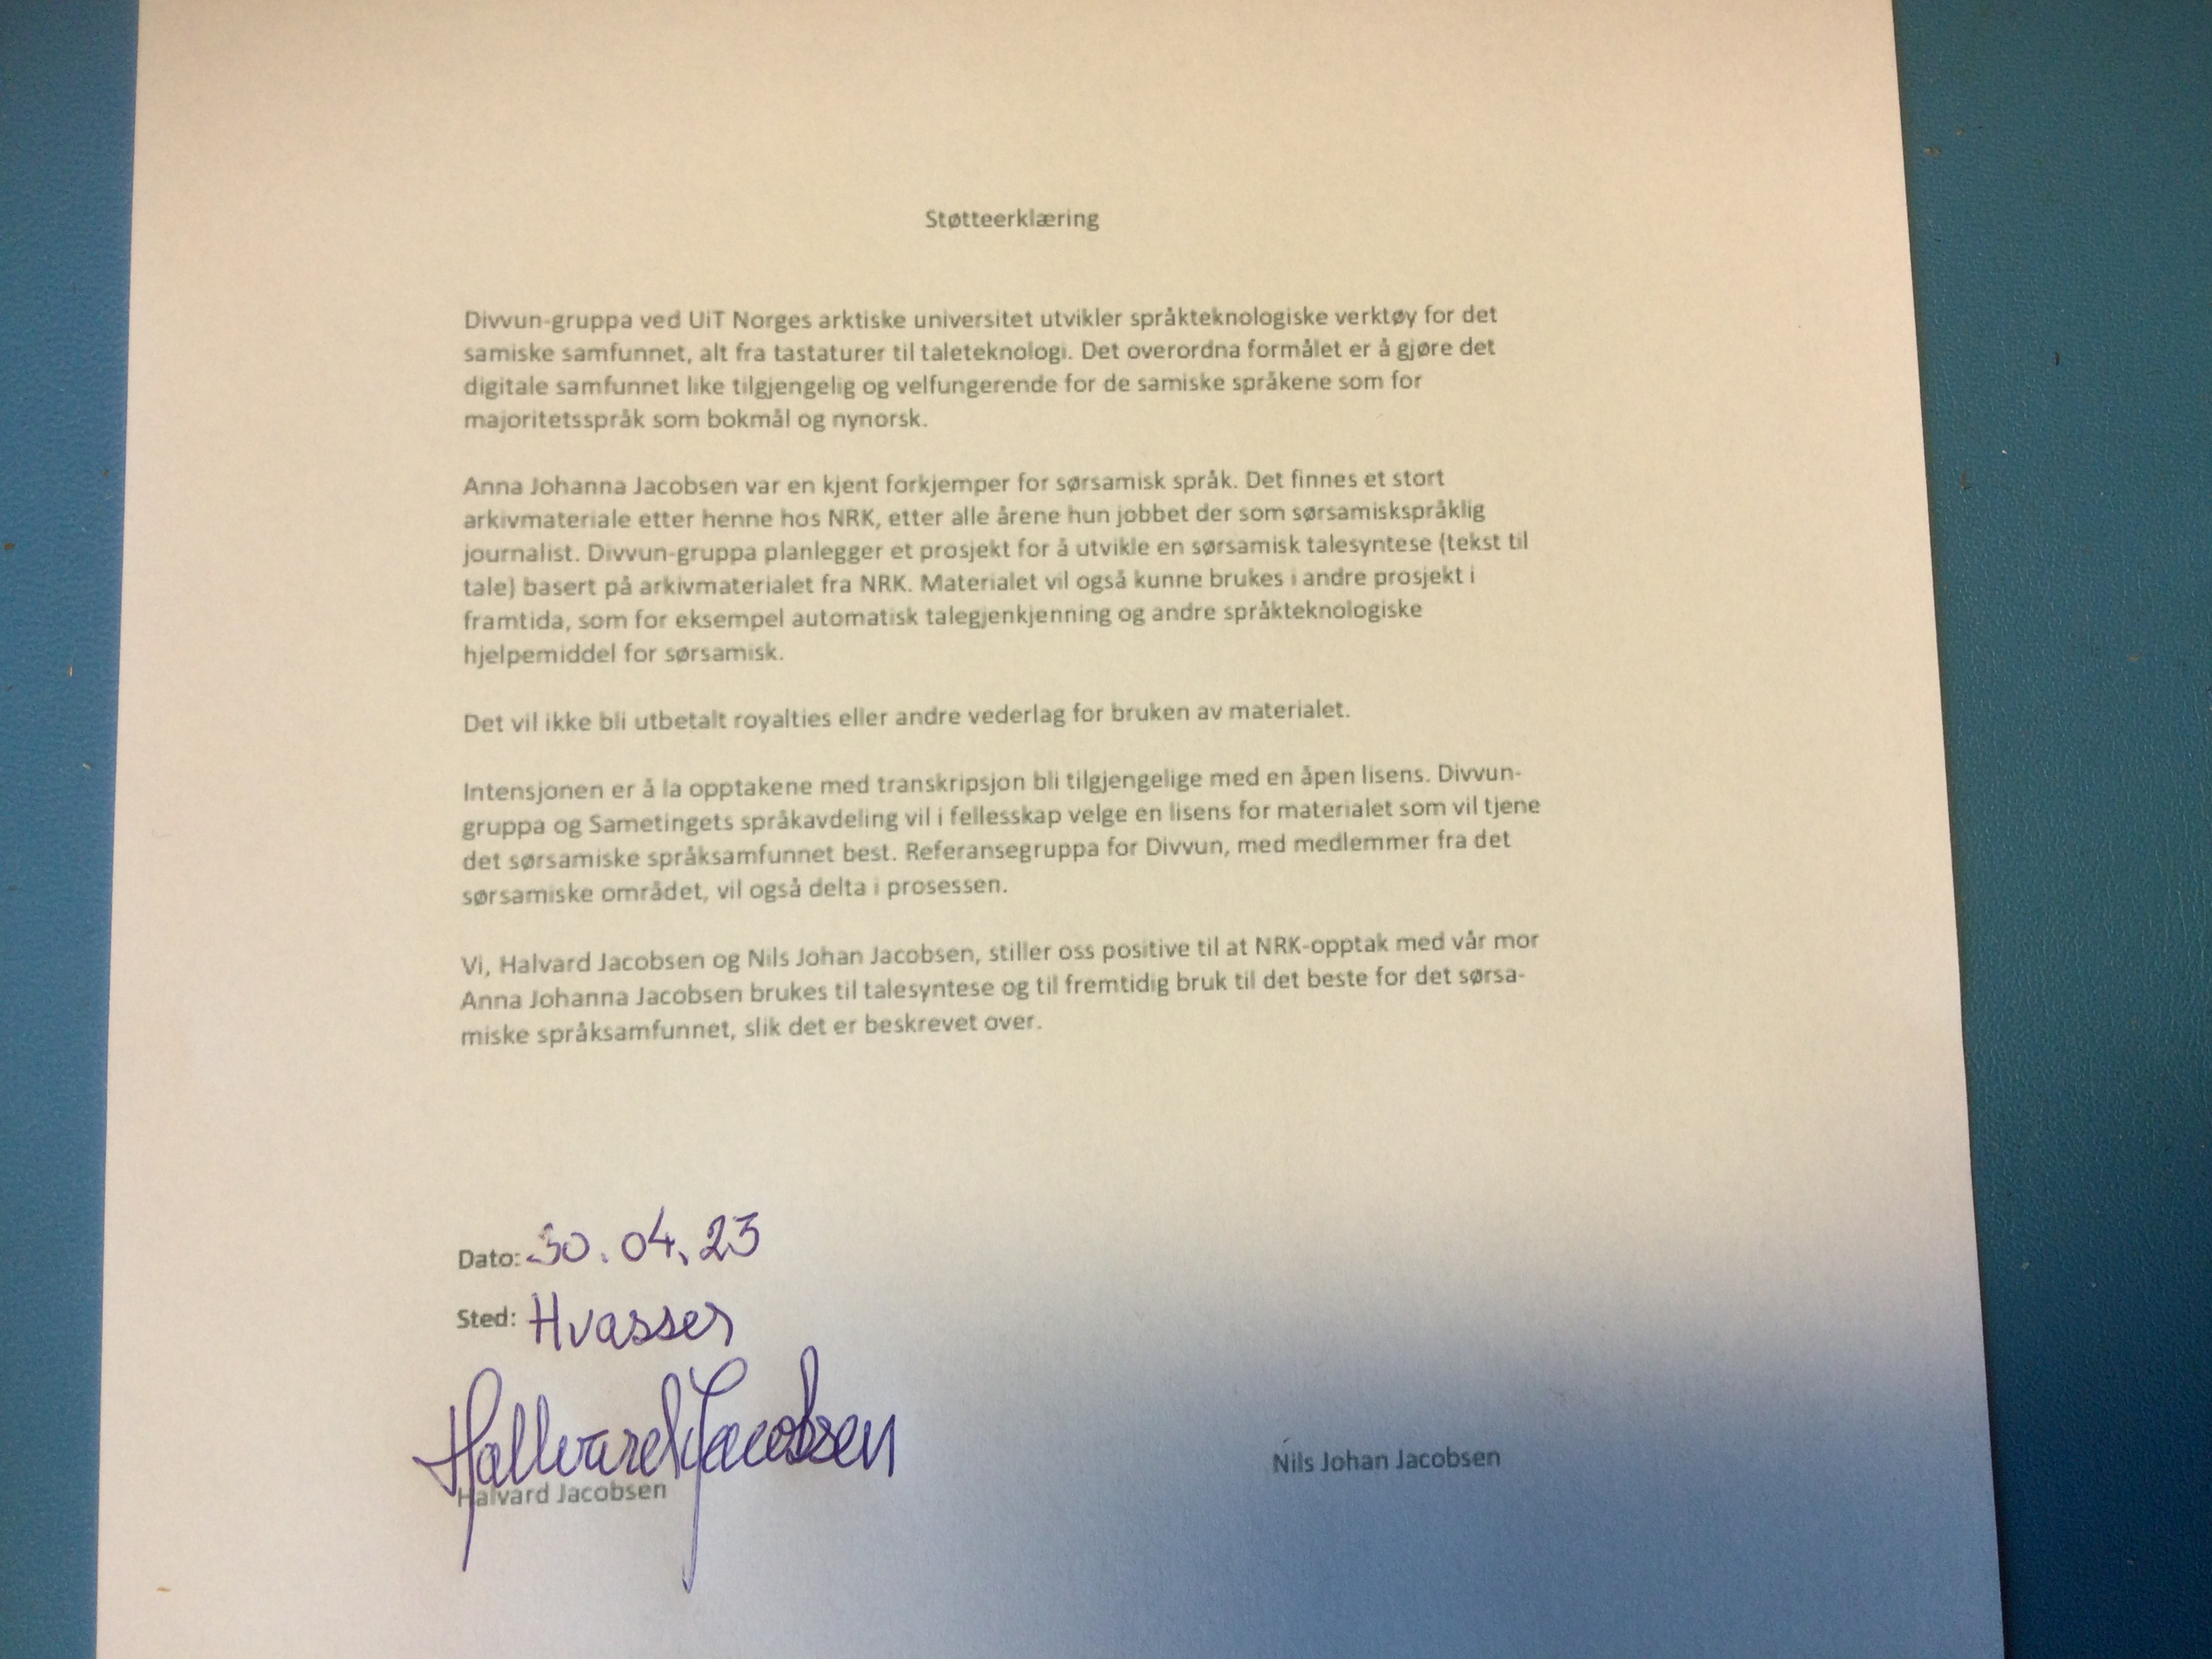 Støtteerklæring
Divvun-gruppa ved UiT Norges arktiske universitet utvikler språkteknologiske verktøy for det
samiske samfunnet, alt fra tastaturer til taleteknologi. Det overordna formålet er å gjøre det
digitale samfunnet like tilgjengelig og velfungerende for de samiske språkene som for
majoritetsspråk som bokmål og nynorsk.
Anna Johanna Jacobsen var en kjent forkjemper for sørsamisk språk. Det finnes et stort
arkivmateriale etter henne hos NRK, etter alle årene hun jobbet der som sørsamiskspråklig
journalist. Divvun-gruppa planlegger et prosjekt for å utvikle en sørsamisk talesyntese (tekst til
tale) basert på arkivmaterialet fra NRK. Materialet vil også kunne brukes i andre prosjekt i
framtida, som for eksempel automatisk talegjenkjenning og andre språkteknologiske
hjelpemiddel for sørsamisk.
Det vil ikke bli utbetalt royalties eller andre vederlag for bruken av materialet.
Intensjonen er å la opptakene med transkripsjon bli tilgjengelige med en åpen lisens. Divvun-
gruppa og Sametingets språkavdeling vil i fellesskap velge en lisens for materialet som vil tjene
det sørsamiske språksamfunnet best. Referansegruppa for Divvun, med medlemmer fra det
sørsamiske området, vil også delta i prosessen.
Vi, Halvard Jacobsen og Nils Johan Jacobsen, stiller oss positive til at NRK-opptak med vår mor
Anna Johanna Jacobsen brukes til talesyntese og til fremtidig bruk til det beste for det sørsa-
miske språksamfunnet, slik det er beskrevet over.
Dato: 30.04.23
Sted: Hvasser
Hallvard Jacobsen
Halvard Jacobsen
Nils Johan Jacobsen